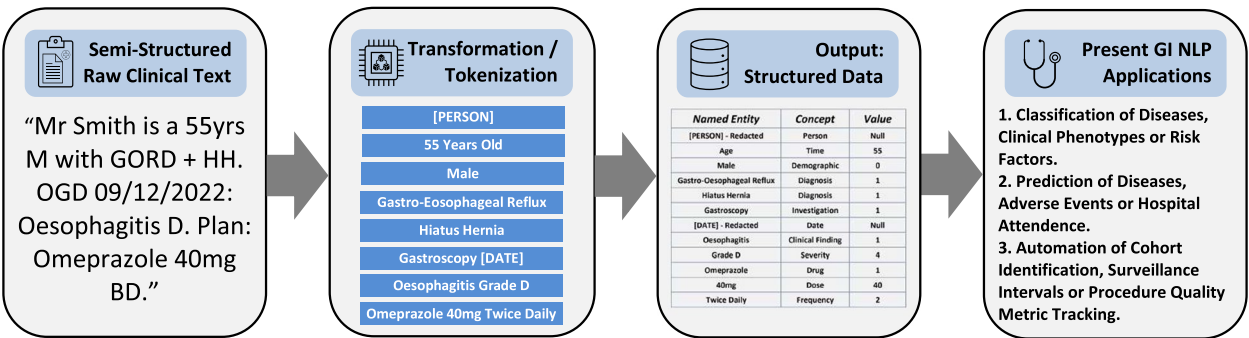 Semi-Structured
Raw Clinical Text
“Mr Smith is a 55yrs
M with GORD + HH.
OGD 09/12/2022:
Oesophagitis D. Plan:
Omeprazole 40mg
BD.”
Transformation /
Tokenization
[PERSON]
55 Years Old
Male
Gastro-Eosophageal Reflux
Hiatus Hernia
Gastroscopy [DATE]
Oesophagitis Grade D
Omeprazole 40mg Twice Daily
Output:
Structured Data
Named Entity Concept Value
[PERSON] - Redacted Person Null
Age Time 55
Male Demographic 0
Gastro-Oesophageal Reflux Diagnosis 1
Hiatus Hernia Diagnosis 1
Gastroscopy Investigation 1
[DATE] - Redacted Date Null
Oesophagitis Clinical Finding 1
Grade D Severity 4
Omeprazole Drug 1
40mg Dose 40
Twice Daily Frequency 2
Present GI NLP
Applications
1. Classification of Diseases,
Clinical Phenotypes or Risk
Factors.
2. Prediction of Diseases,
Adverse Events or Hospital
Attendence.
3. Automation of Cohort
Identification, Surveillance
Intervals or Procedure Quality
Metric Tracking.